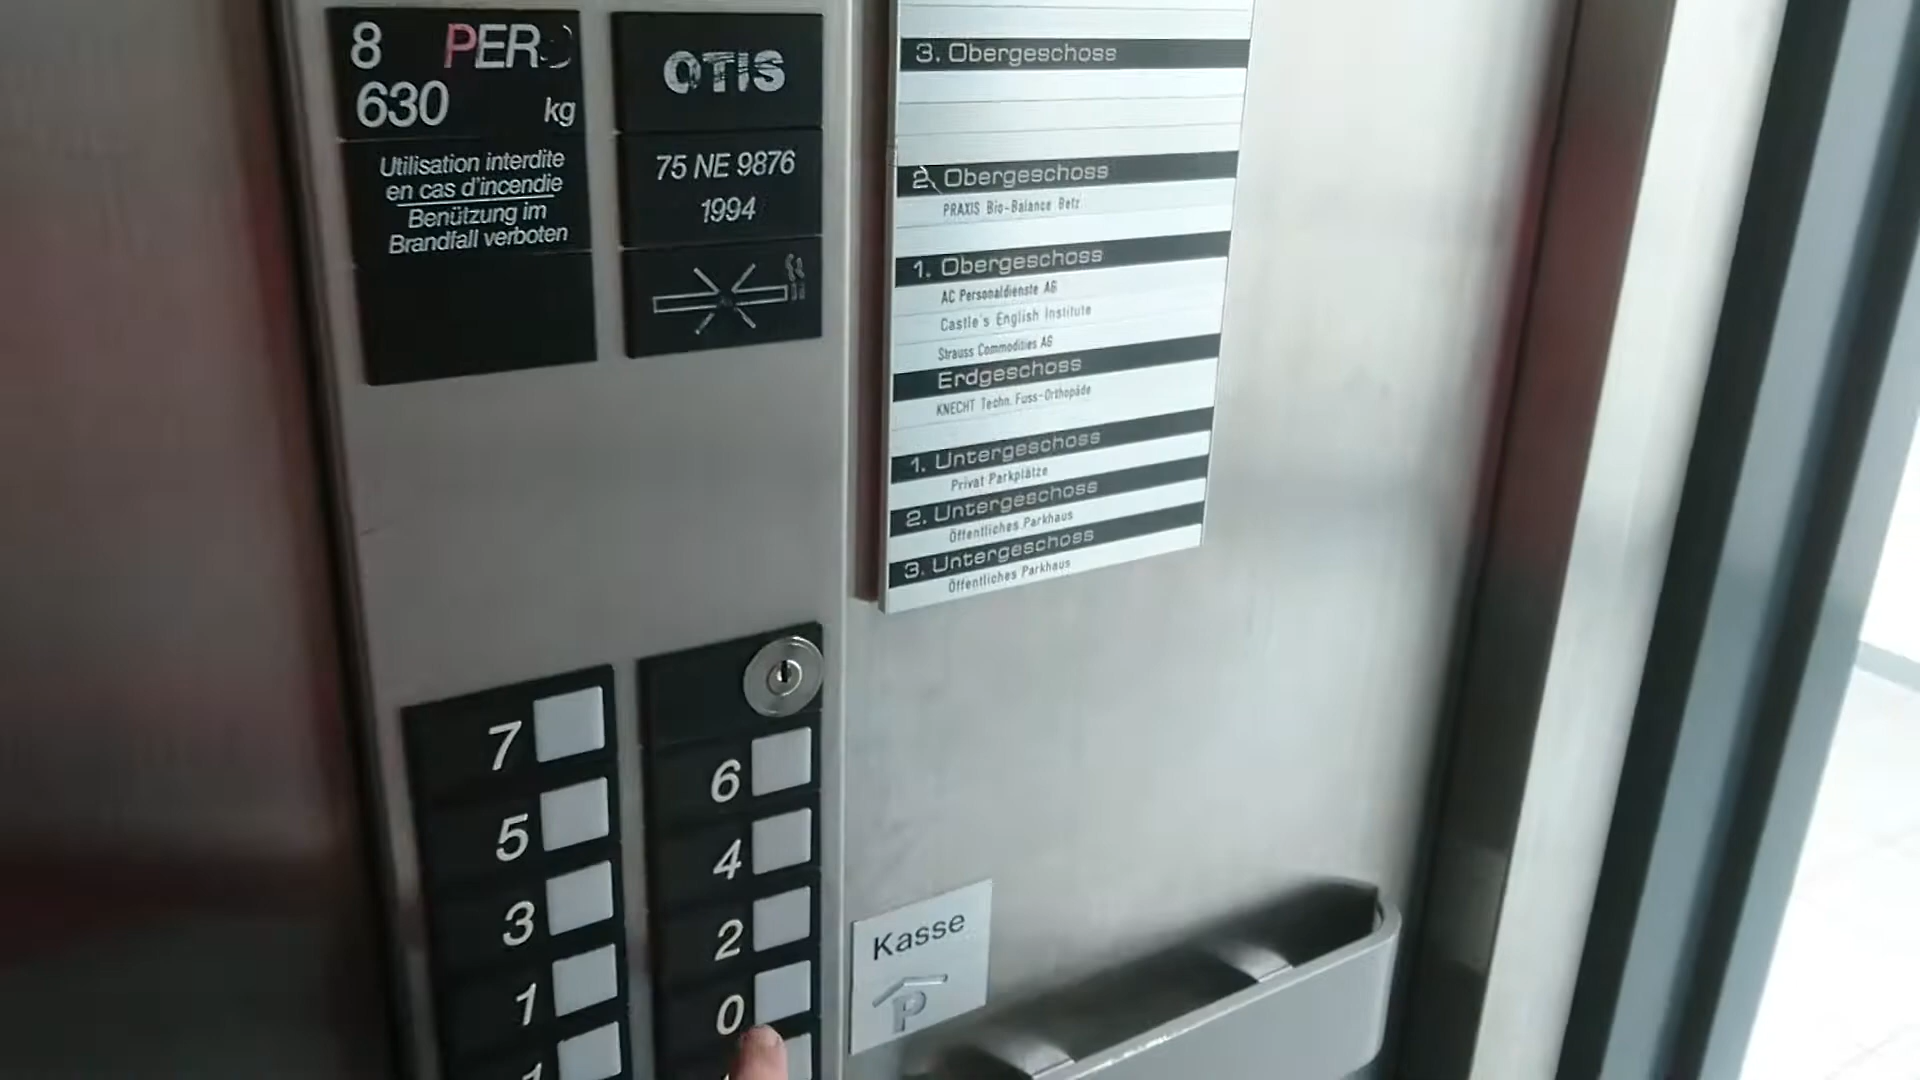 8 PERS
630 kg
Utilisation interdite
en cas d'incendie
Benützung im
Brandfall verboten
OTIS
75 NE 9876
1994
3. Obergeschoss
2. Obergeschoss
PRAXIS Bio-Balance Betz
1. Obergeschoss
AC Personaldienste AG
Castle's English Institute
Strauss Commodities AG
Erdgeschoss
KNECHT Techn. Fuss-Orthopäde
1. Untergeschoss
Privat Parkplätze
2. Untergeschoss
Öffentliches Parkhaus
3. Untergeschoss
Öffentliches Parkhaus
7
6
5
4
3
2
1
0
Kasse
P